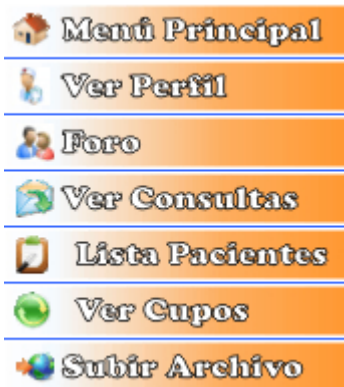 Menú Principal
Ver Perfil
Foro
Ver Consultas
Lista Pacientes
Ver Cupos
Subir Archivo